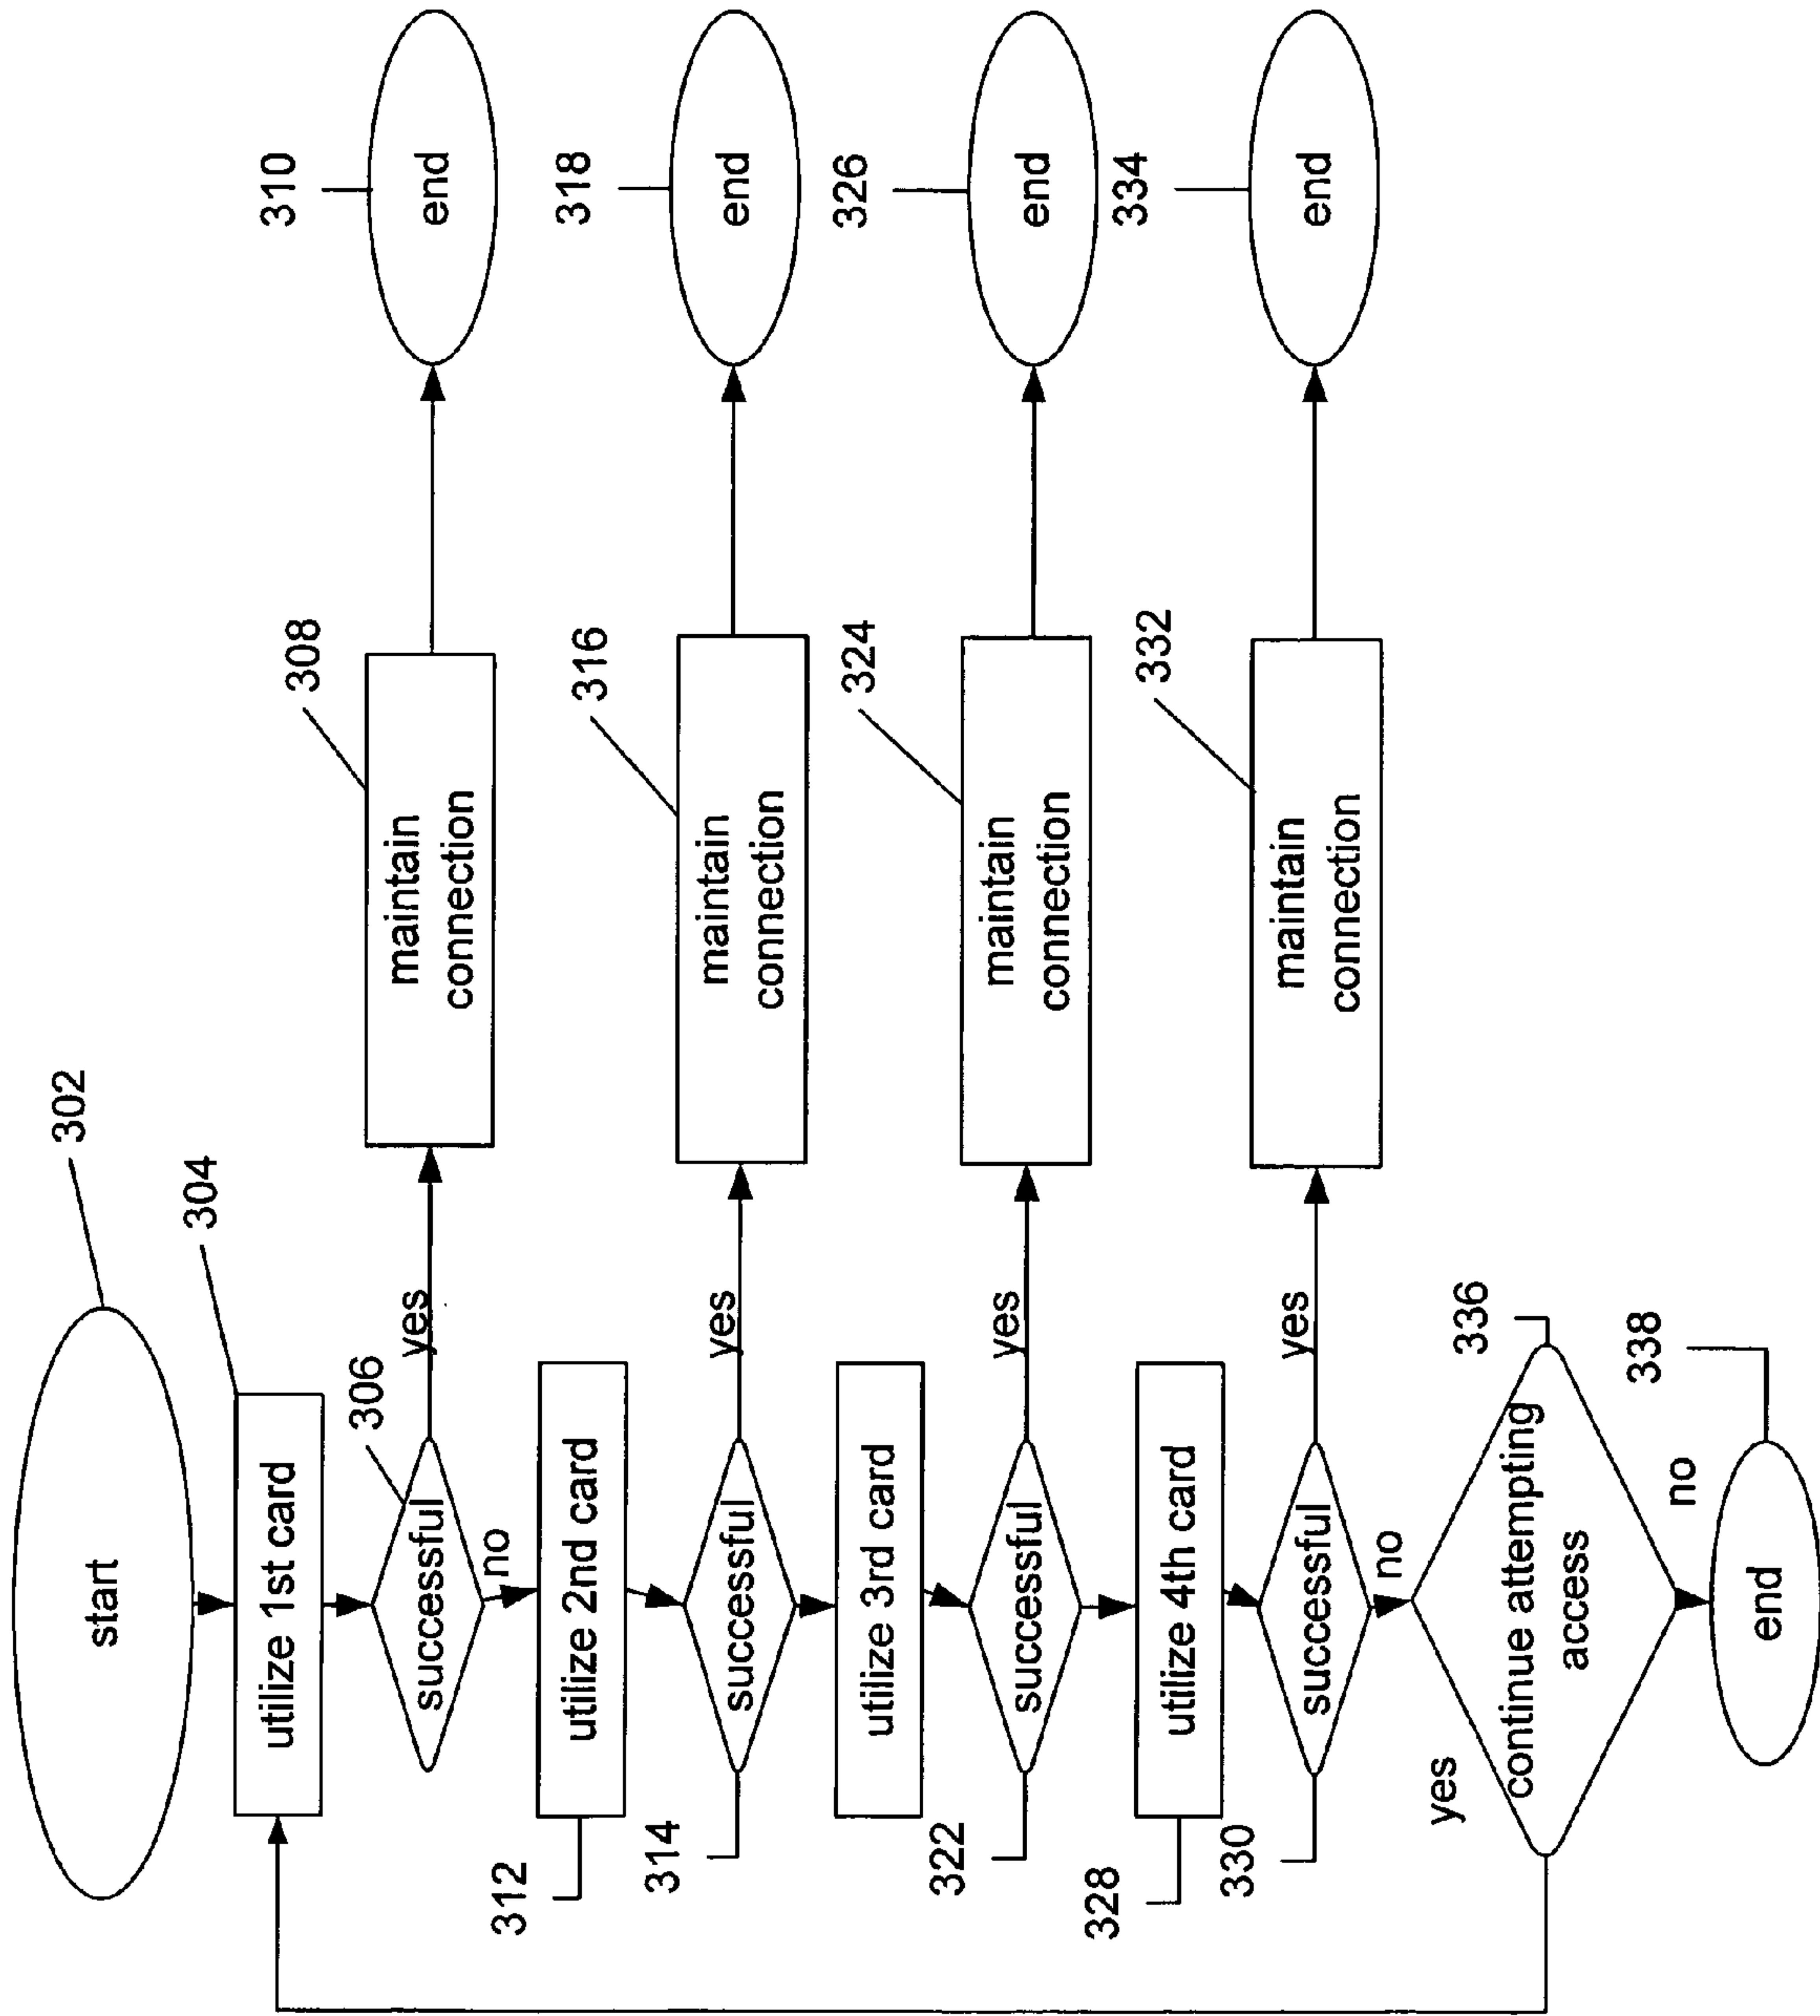 302
start
304
utilize 1st card
306
successful
yes
308
maintain
connection
310
end
no
312
utilize 2nd card
314
successful
yes
316
maintain
connection
318
end
utilize 3rd card
322
successful
yes
324
maintain
connection
326
end
328
utilize 4th card
330
successful
yes
332
maintain
connection
334
end
no
336
continue attempting
access
yes
no
338
end